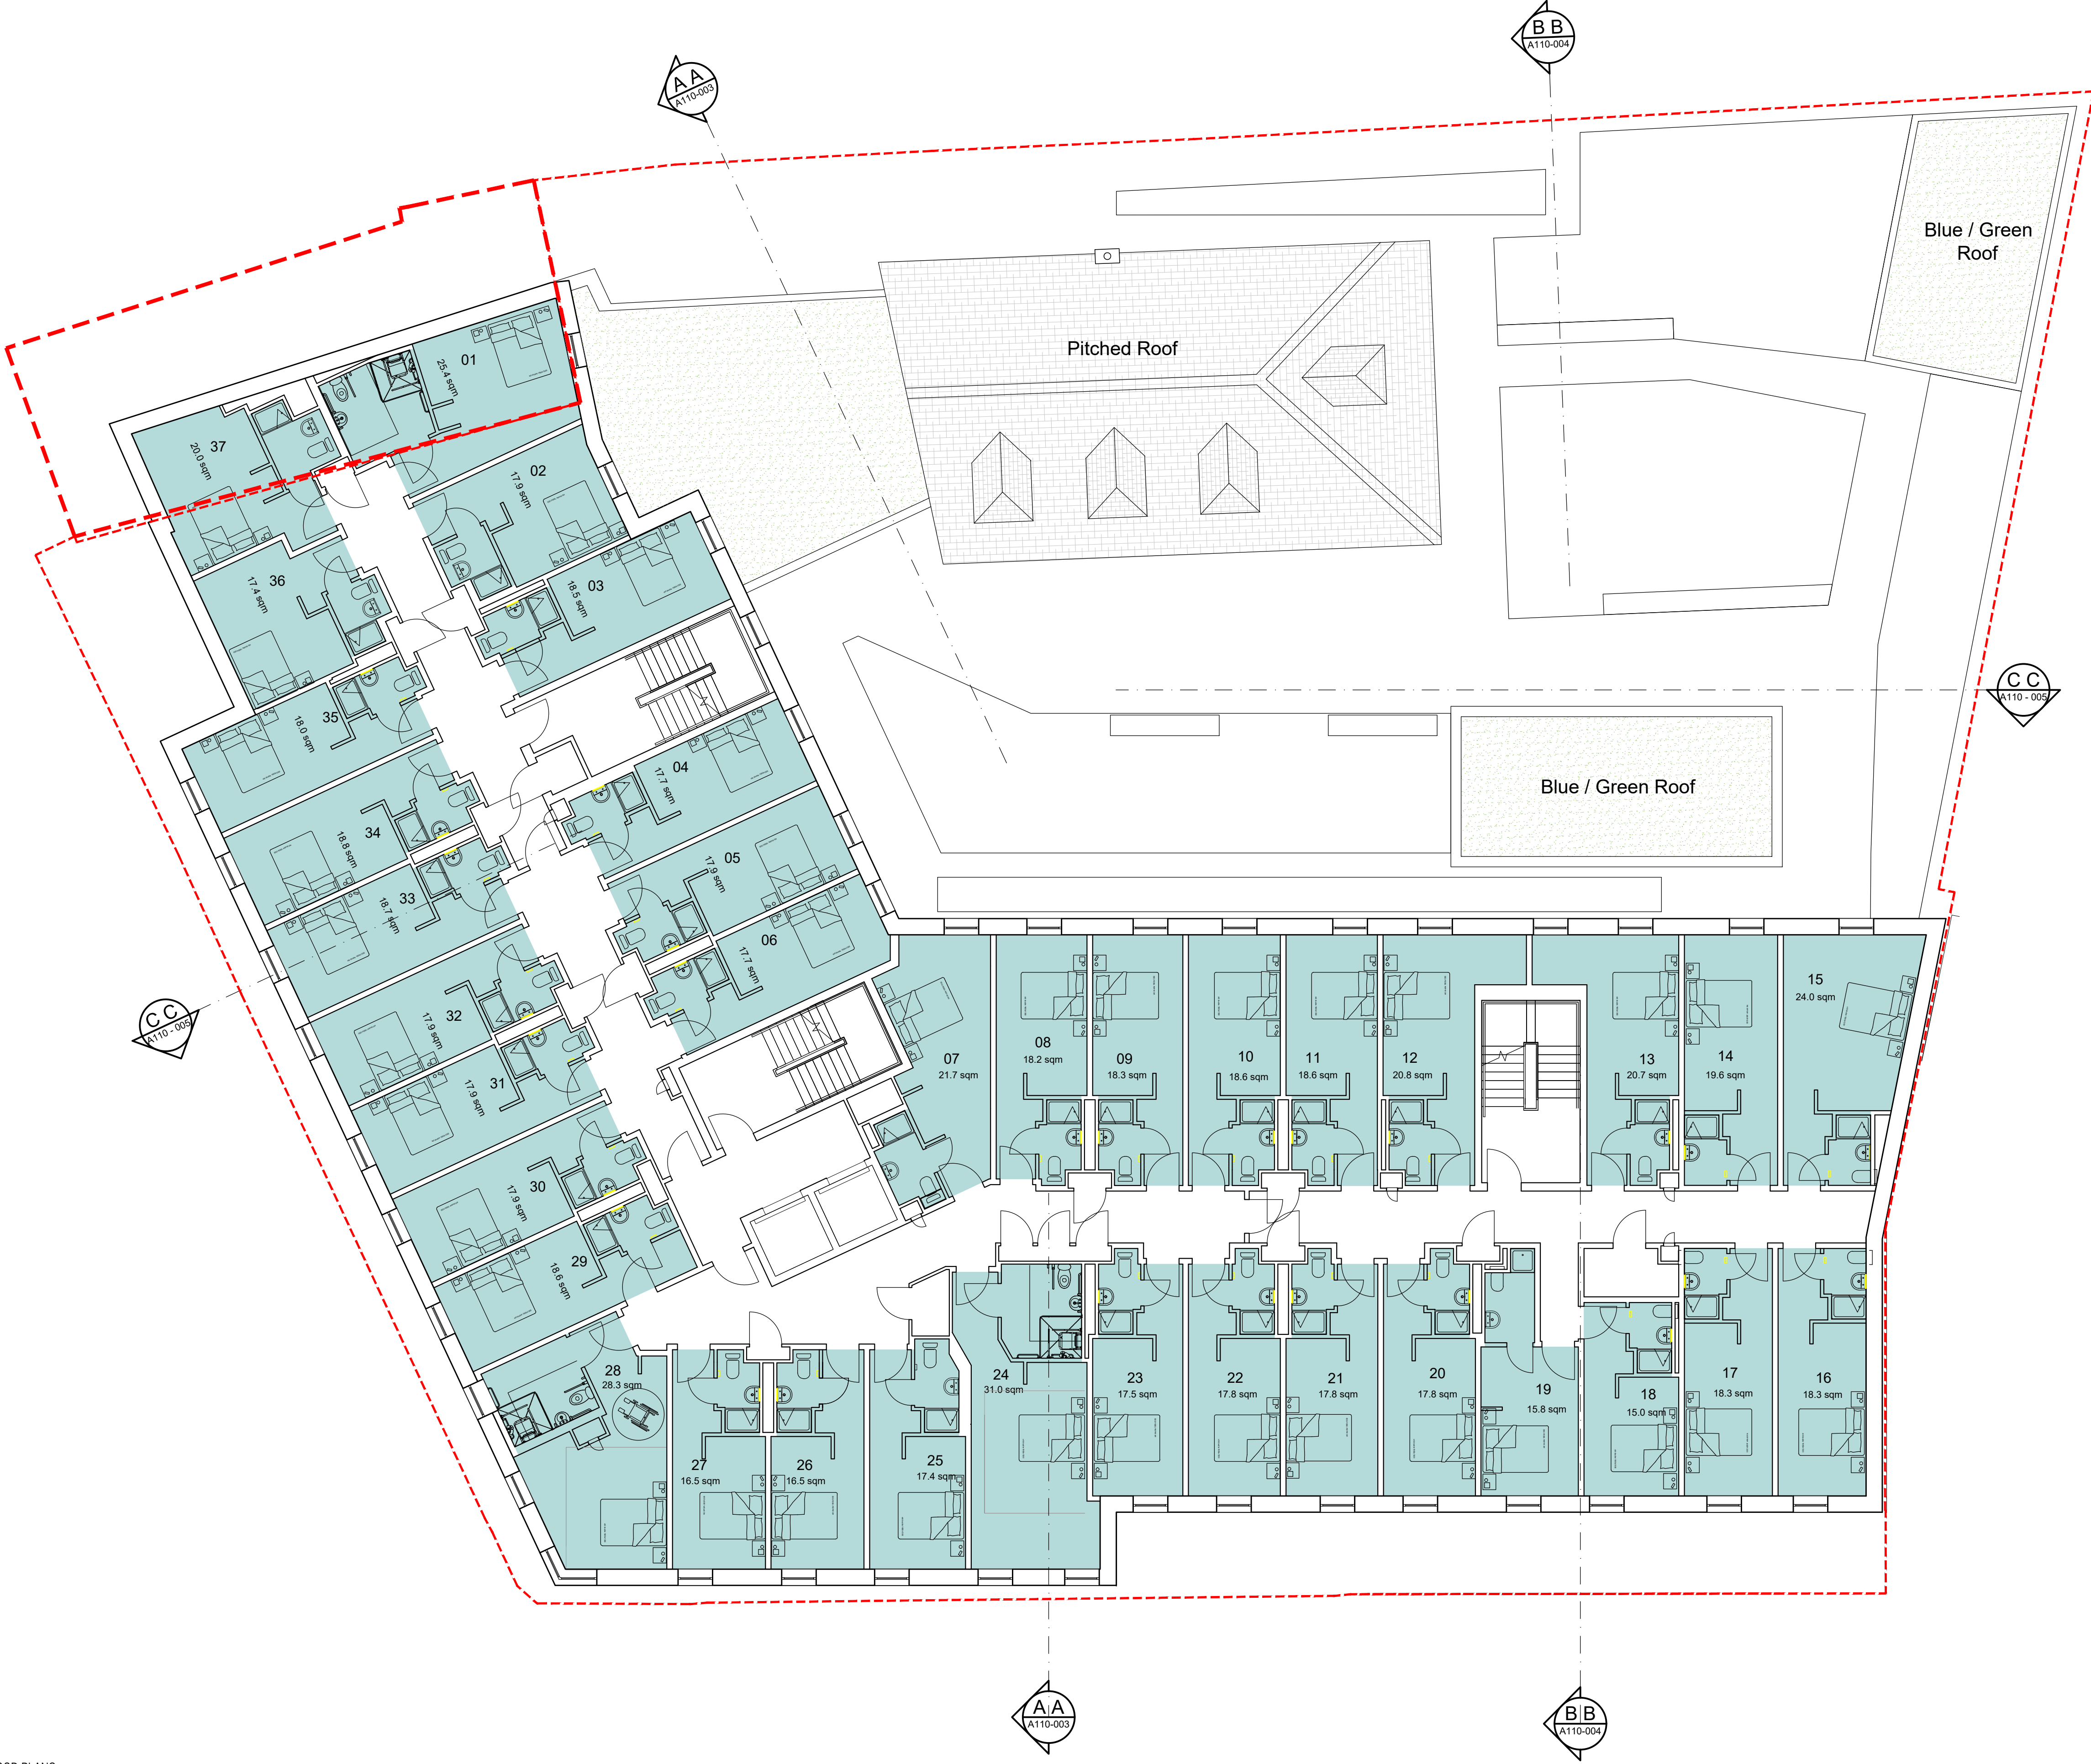 B B
A110-004
A A
A110-003
Blue / Green
Roof
Pitched Roof
01
25.4 sqm
37
20.0 sqm
02
17.9 sqm
36
17.4 sqm
03
18.5 sqm
C C
A110 - 005
35
18.0 sqm
04
17.7 sqm
Blue / Green Roof
34
18.8 sqm
05
17.9 sqm
33
18.7 sqm
06
17.7 sqm
32
17.9 sqm
C C
A110 - 005
31
17.9 sqm
07
21.7 sqm
08
18.2 sqm
09
18.3 sqm
10
18.6 sqm
11
18.6 sqm
12
20.8 sqm
13
20.7 sqm
14
19.6 sqm
15
24.0 sqm
30
17.9 sqm
29
18.6 sqm
28
28.3 sqm
27
16.5 sqm
26
16.5 sqm
25
17.4 sqm
24
31.0 sqm
23
17.5 sqm
22
17.8 sqm
21
17.8 sqm
20
17.8 sqm
19
15.8 sqm
18
15.0 sqm
17
18.3 sqm
16
18.3 sqm
A A
A110-003
B B
A110-004